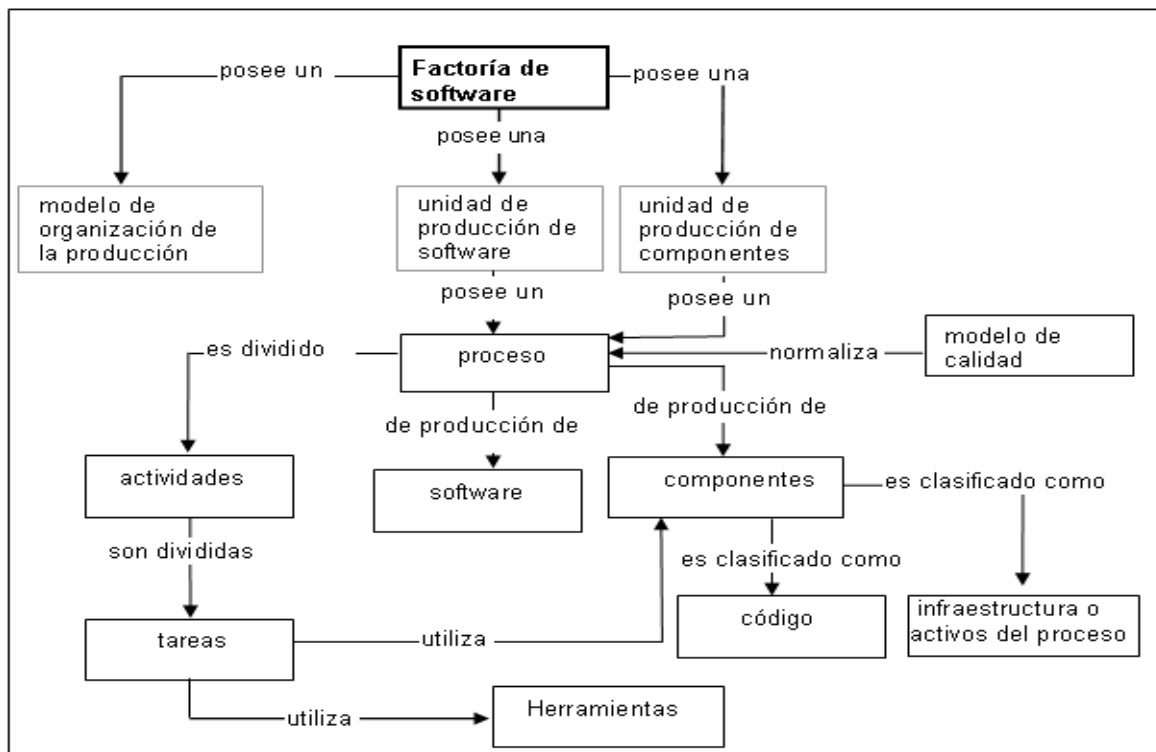 posee un
Factoría de
software
posee una
posee una
modelo de
organización de
la producción
unidad de
producción de
software
unidad de
producción de
componentes
posee un
posee un
es dividido
proceso
normaliza
modelo de
calidad
de producción de
de producción de
actividades
software
componentes
es clasificado como
son divididas
es clasificado como
tareas
utiliza
código
infraestructura o
activos del proceso
utiliza
Herramientas